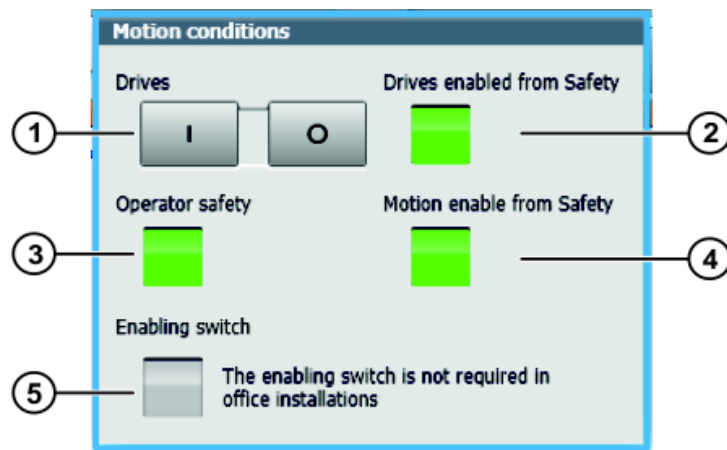 Motion conditions
Drives
Drives enabled from Safety
1
I
O
2
Operator safety
Motion enable from Safety
3
4
Enabling switch
5
The enabling switch is not required in
office installations